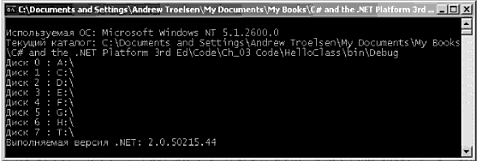 C:\Documents and Settings\Andrew Troelsen\My Documents\My Books\C# and the .NET Platform 3rd ...
Используемая ОС: Microsoft Windows NT 5.1.2600.0
Текущий каталог: C:\Documents and Settings\Andrew Troelsen\My Documents\My Books
\C# and the .NET Platform 3rd Ed\Code\Ch_03 Code\HelloClass\bin\Debug
Диск 0 : A:\
Диск 1 : C:\
Диск 2 : D:\
Диск 3 : E:\
Диск 4 : F:\
Диск 5 : G:\
Диск 6 : H:\
Диск 7 : T:\
Выполняемая версия .NET: 2.0.50215.44